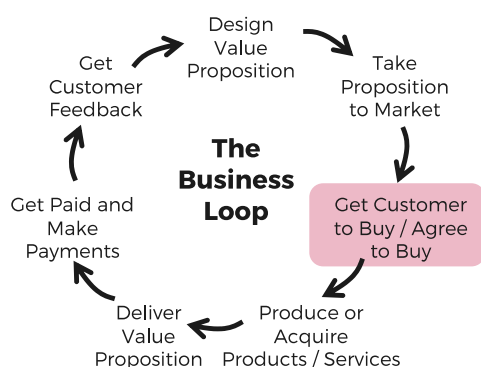 Design
Value
Proposition
Take
Proposition
to Market
Get Customer
to Buy / Agree
to Buy
Produce or
Acquire
Products / Services
Deliver
Value
Proposition
Get Paid and
Make
Payments
Get
Customer
Feedback
The
Business
Loop